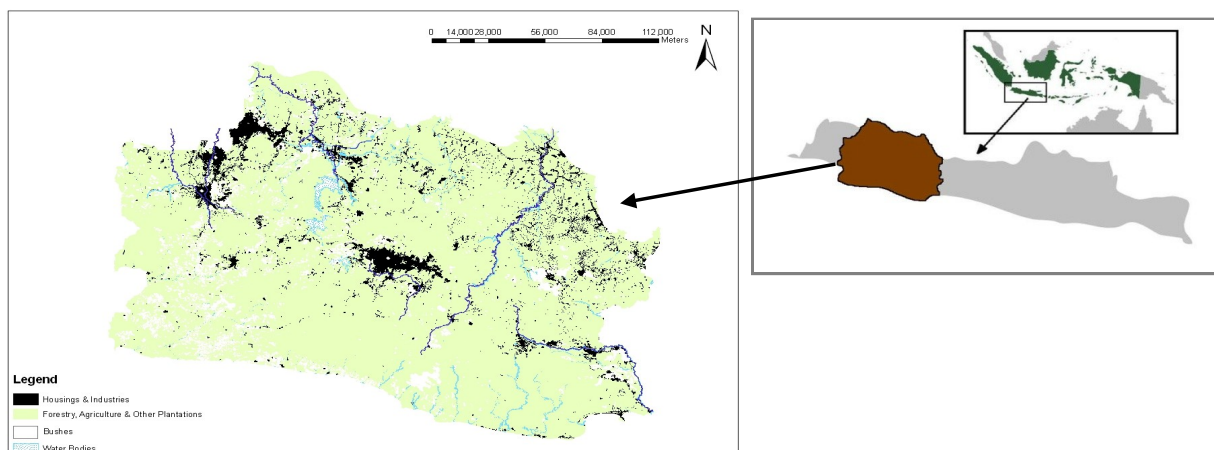 N
0 14,000 28,000 56,000 84,000 112,000
Meters
Legend
Housings & Industries
Forestry, Agriculture & Other Plantations
Bushes
Water Bodies